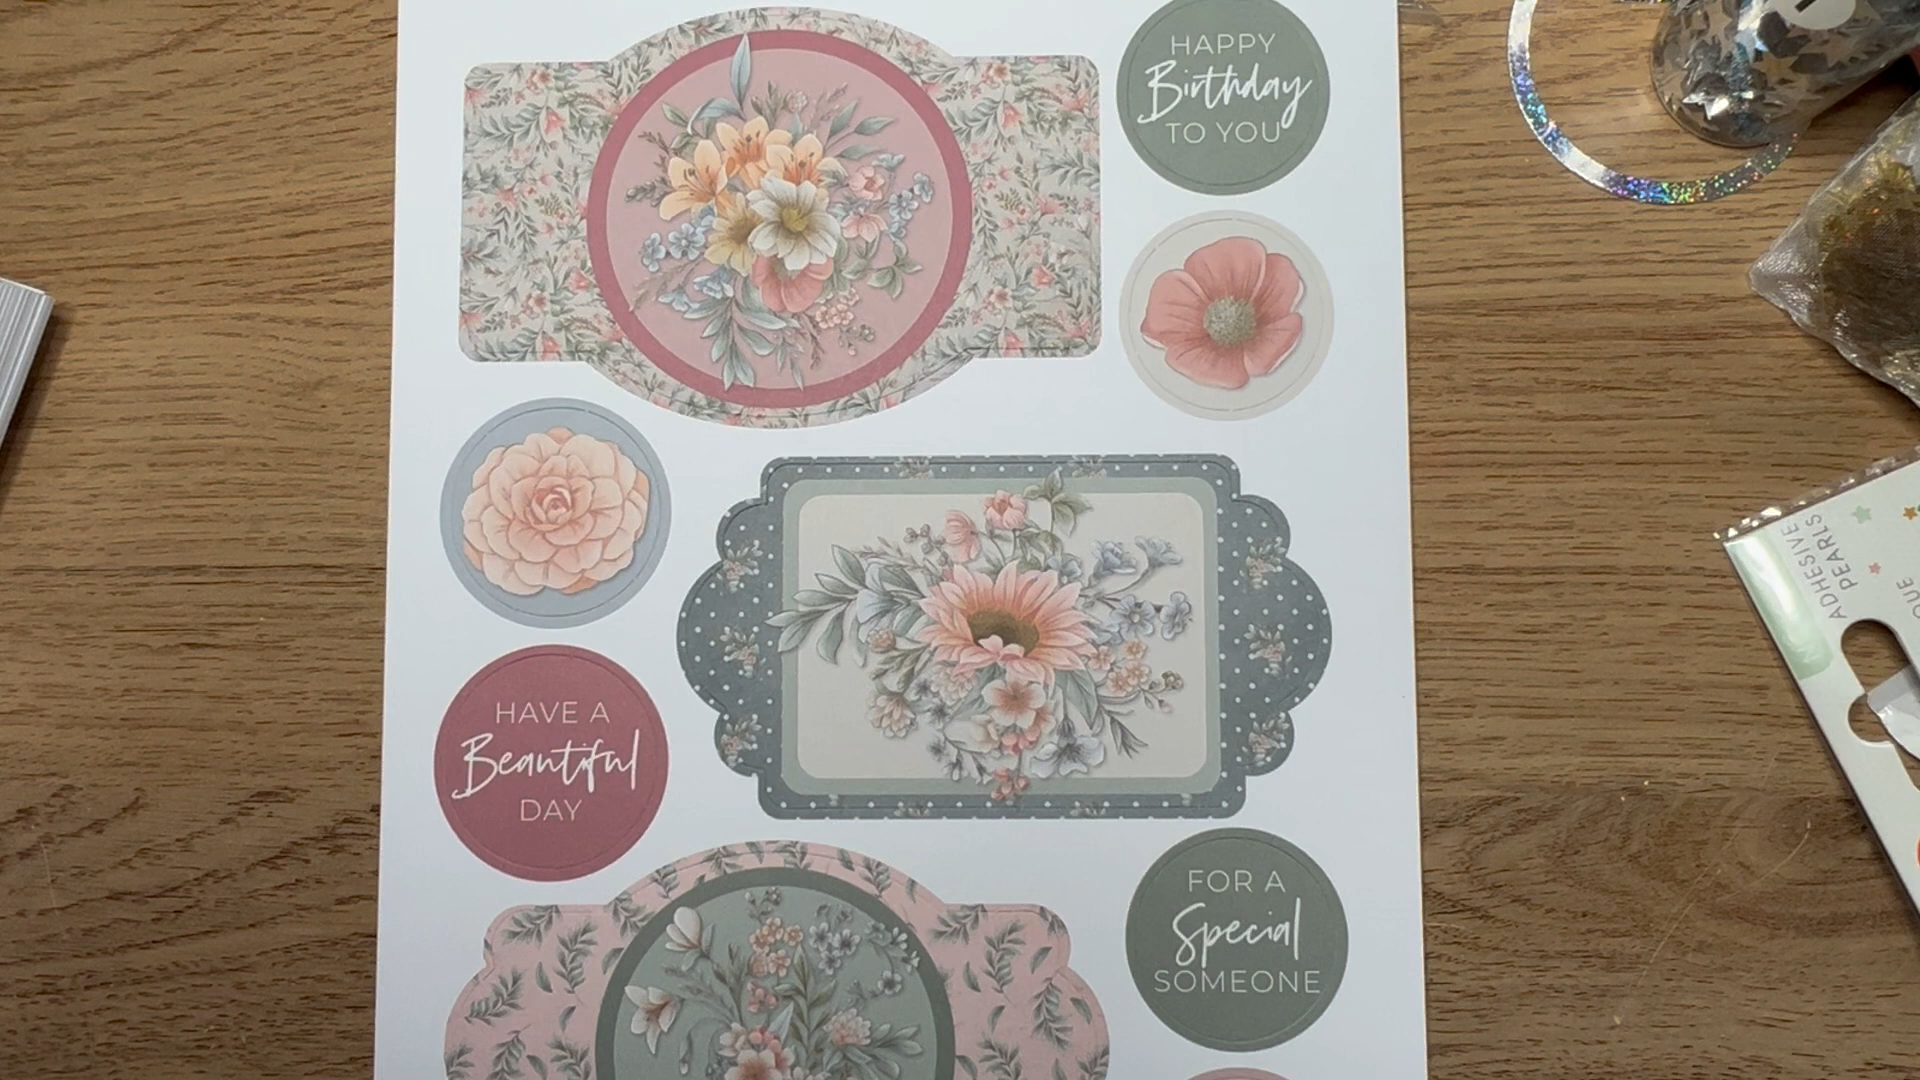 HAPPY
Birthday
TO YOU
HAVE A
Beautiful
DAY
FOR A
Special
SOMEONE
ADHESIVE
PEARLS